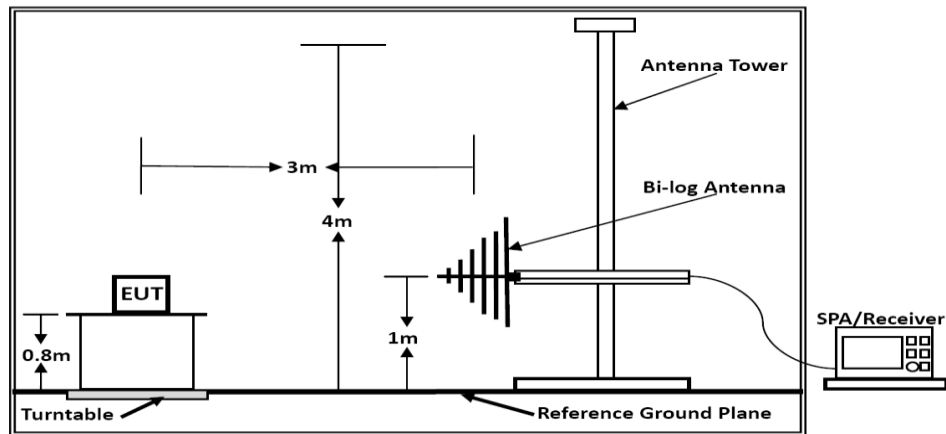 Antenna Tower
3m
Bi-log Antenna
4m
EUT
SPA/Receiver
1m
0.8m
Turntable
Reference Ground Plane